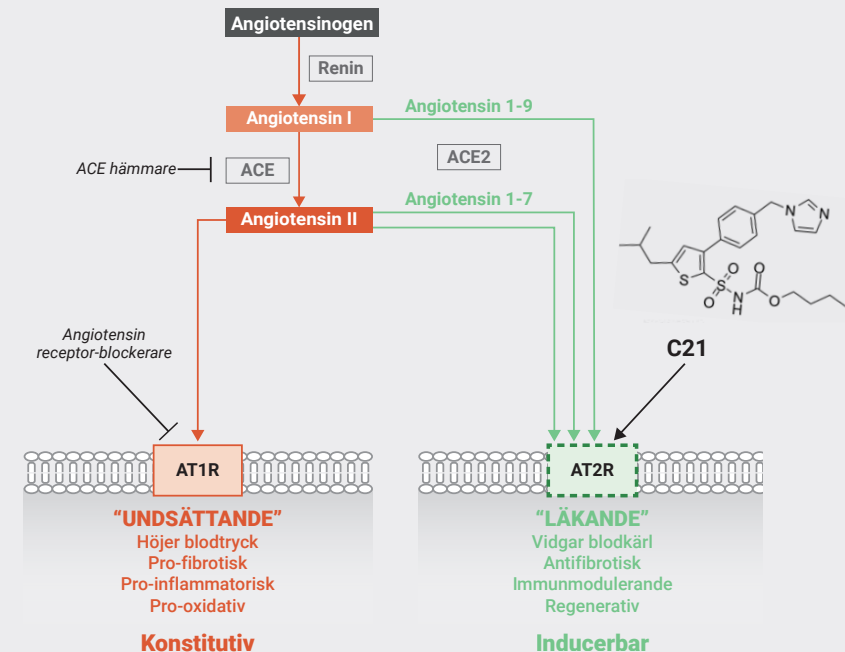 Angiotensinogen
Renin
Angiotensin I
Angiotensin 1-9
ACE hämmare
ACE
ACE2
Angiotensin II
Angiotensin 1-7
N
N
S
O
S
O
N
H
O
O
Angiotensin
receptor-blockerare
C21
AT1R
AT2R
“UNDSÄTTANDE”
Höjer blodtryck
Pro-fibrotisk
Pro-inflammatorisk
Pro-oxidativ
Konstitutiv
“LÄKANDE”
Vidgar blodkärl
Antifibrotisk
Immunmodulerande
Regenerativ
Inducerbar